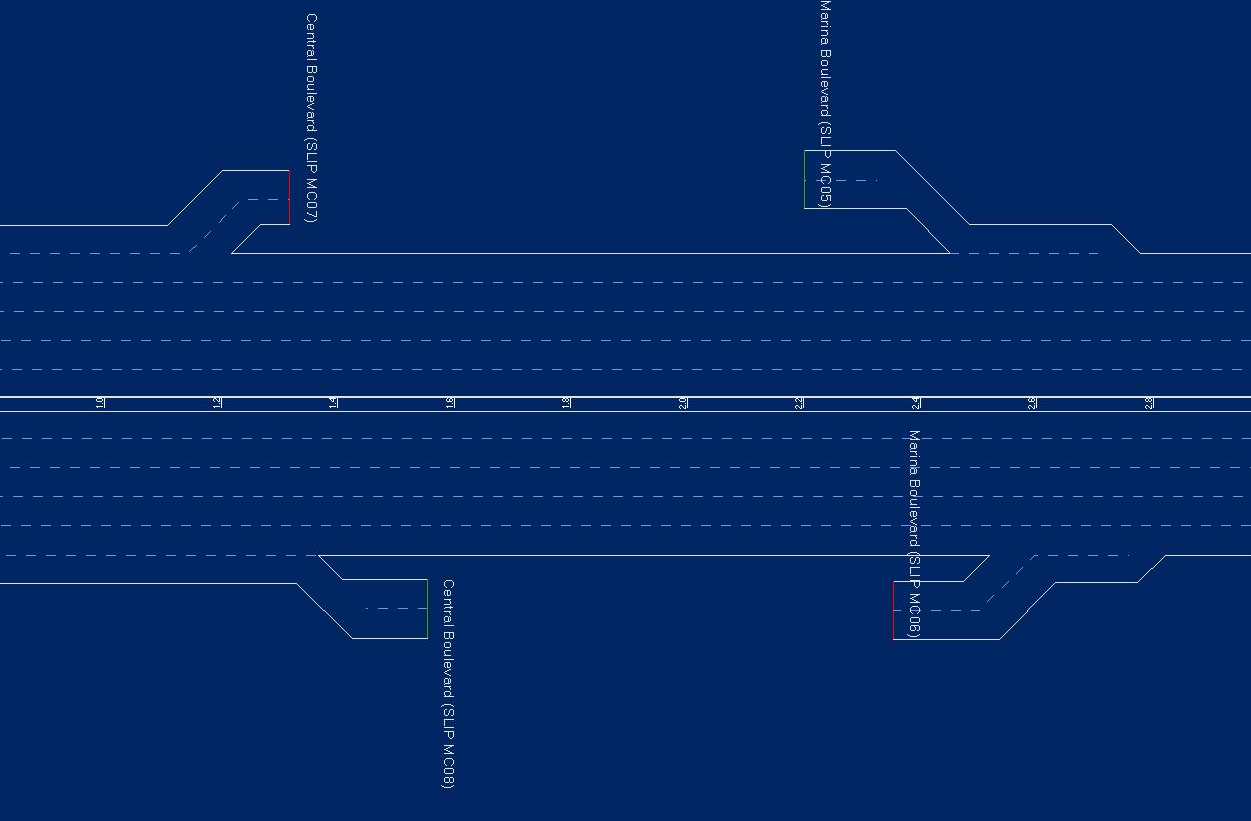 Central Boulevard (SLIP MC07)
Marina Boulevard (SLIP MC05)
1.0
1.2
1.4
1.6
1.8
2.0
2.2
2.4
2.6
2.8
Marina Boulevard (SLIP MC06)
Central Boulevard (SLIP MC08)